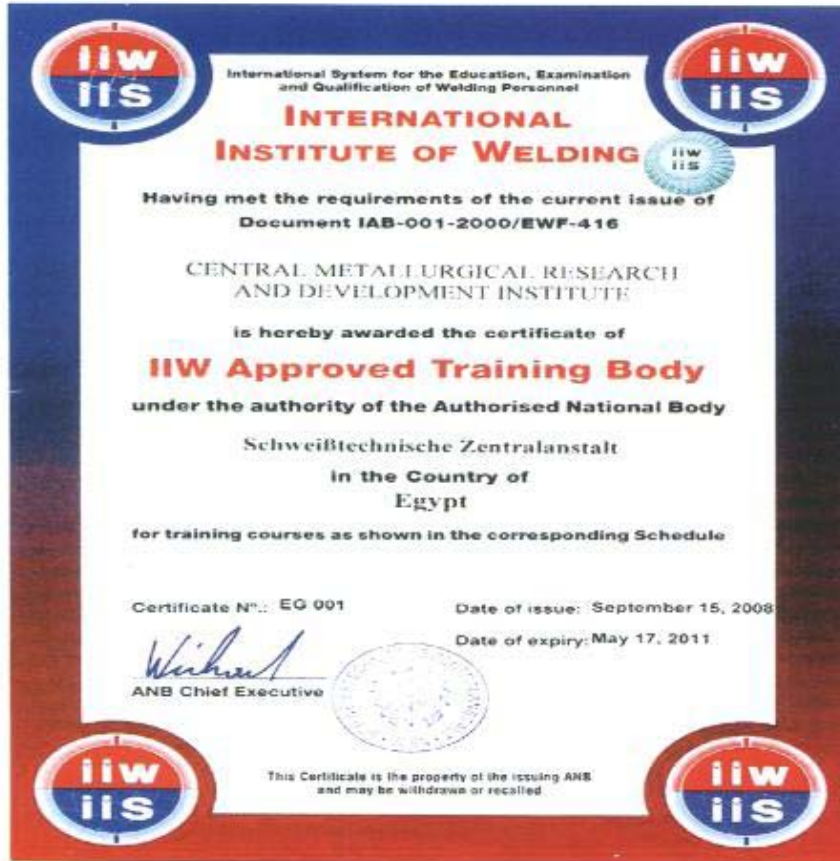 iiw
iis
iiw
iis
International System for the Education, Examination
and Qualification of Welding Personnel
INTERNATIONAL
INSTITUTE OF WELDING
iiw
iis
Having met the requirements of the current issue of
Document IAB-001-2000/EWF-416
CENTRAL METALLURGICAL RESEARCH
AND DEVELOPMENT INSTITUTE
is hereby awarded the certificate of
IIW Approved Training Body
under the authority of the Authorised National Body
Schweißtechnische Zentralanstalt
in the Country of
Egypt
for training courses as shown in the corresponding Schedule
Certificate N°.: EG 001
Date of issue: September 15, 2008
Date of expiry: May 17, 2011
ANB Chief Executive
This Certificate is the property of the issuing ANB
and may be withdrawn or recalled
iiw
iis
iiw
iis